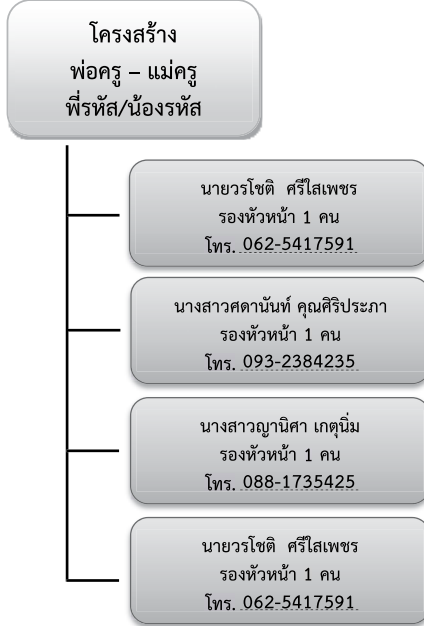 โครงสร้าง
พ่อครู – แม่ครู
พี่รหัส/น้องรหัส
นายวรโชติ ศรีใสเพชร
รองหัวหน้า 1 คน
โทร. 062-5417591
นางสาวศดานันท์ คุณศิริประภา
รองหัวหน้า 1 คน
โทร. 093-2384235
นางสาวญานิศา เกตุนิ่ม
รองหัวหน้า 1 คน
โทร. 088-1735425
นายวรโชติ ศรีใสเพชร
รองหัวหน้า 1 คน
โทร. 062-5417591